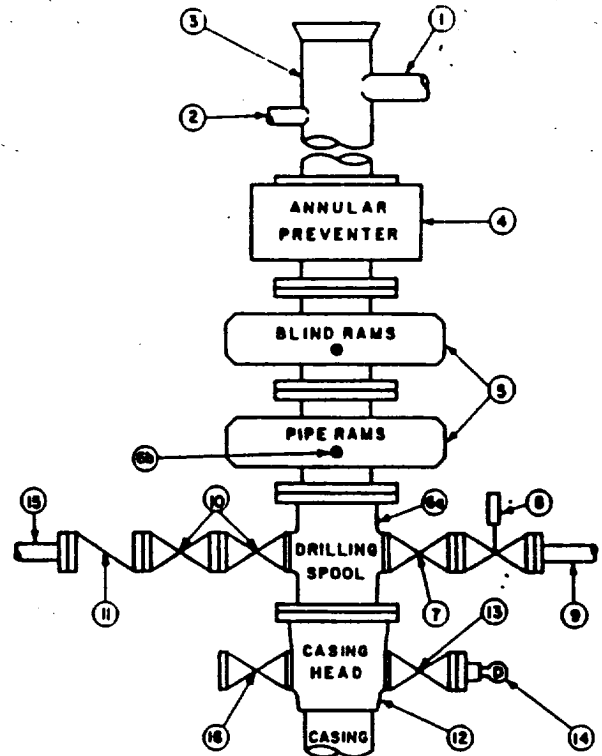 3
1
2
ANNULAR
PREVENTER
4
BLIND RAMS
5
PIPE RAMS
6b
15
10
6a
8
DRILLING
SPOOL
11
7
13
9
CASING
HEAD
D
16
12
14
CASING